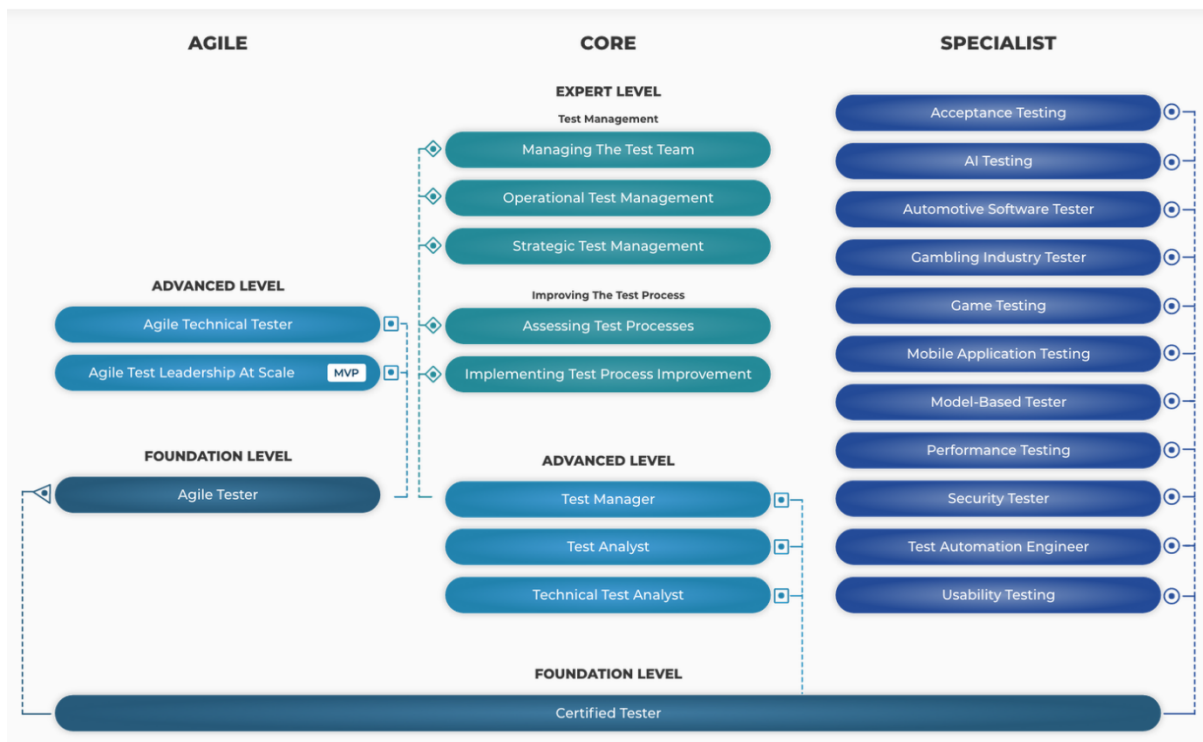 AGILE
ADVANCED LEVEL
Agile Technical Tester
Agile Test Leadership At Scale MVP
FOUNDATION LEVEL
Agile Tester
CORE
EXPERT LEVEL
Test Management
Managing The Test Team
Operational Test Management
Strategic Test Management
Improving The Test Process
Assessing Test Processes
Implementing Test Process Improvement
ADVANCED LEVEL
Test Manager
Test Analyst
Technical Test Analyst
SPECIALIST
Acceptance Testing
AI Testing
Automotive Software Tester
Gambling Industry Tester
Game Testing
Mobile Application Testing
Model-Based Tester
Performance Testing
Security Tester
Test Automation Engineer
Usability Testing
FOUNDATION LEVEL
Certified Tester